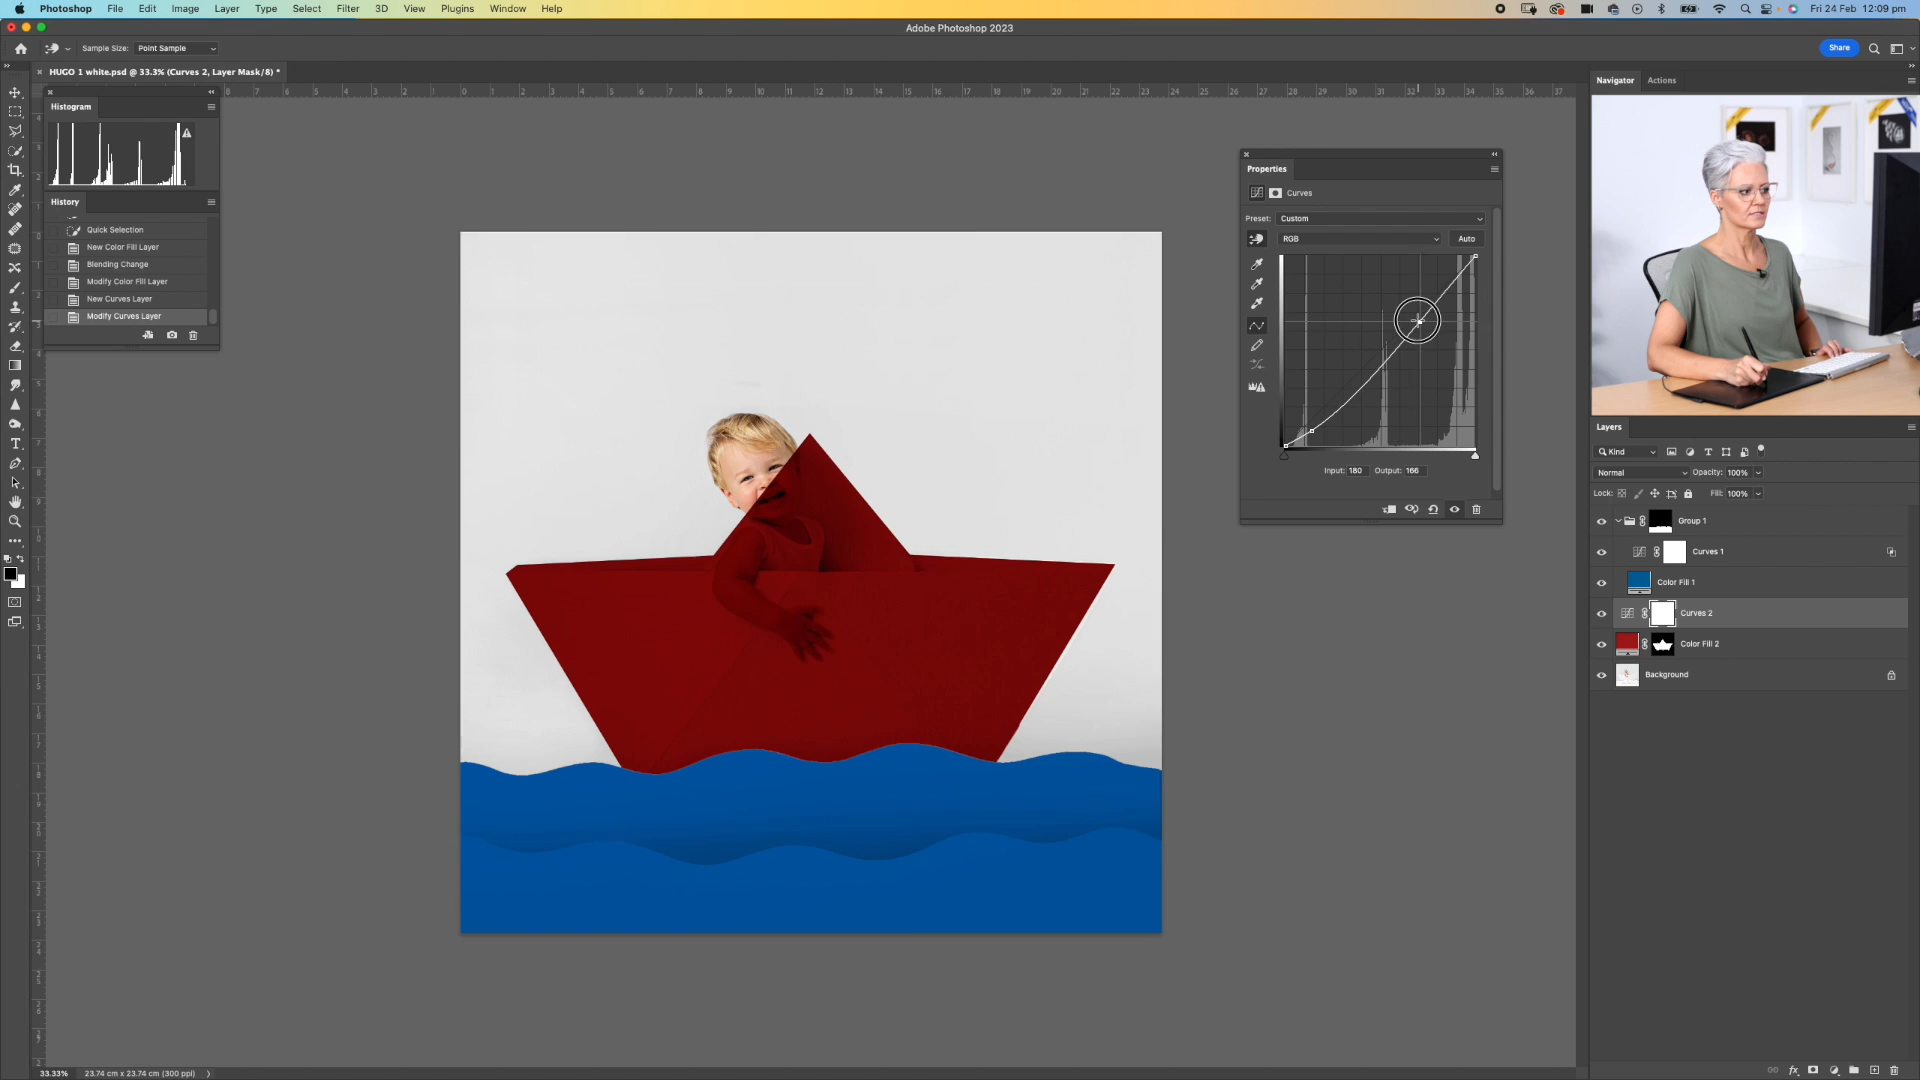 Photoshop File Edit Image Layer Type Select Filter 3D View Plugins Window Help Fri 24 Feb 12:09 pm
Adobe Photoshop 2023
Sample Size: Point Sample Share
HUGO 1 white.psd @ 33.3% (Curves 2, Layer Mask/8) *
Navigator Actions
Histogram
History
Quick Selection
New Color Fill Layer
Blending Change
Modify Color Fill Layer
New Curves Layer
Modify Curves Layer
Properties
Curves
Preset: Custom
RGB Auto
Input: 180 Output: 166
Layers
Kind
Normal Opacity: 100%
Lock: Fill: 100%
Group 1
Curves 1
Color Fill 1
Curves 2
Color Fill 2
Background
33.33% 23.74 cm x 23.74 cm (300 ppi)